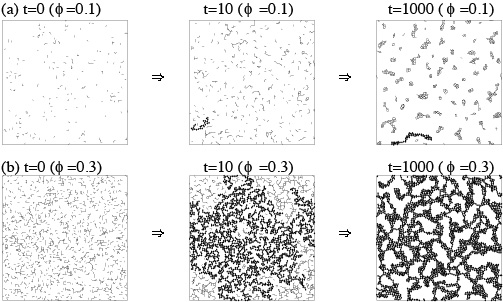 (a) t=0 (ϕ=0.1) t=10 (ϕ=0.1) t=1000 (ϕ=0.1)
⇒ ⇒
(b) t=0 (ϕ=0.3) t=10 (ϕ=0.3) t=1000 (ϕ=0.3)
⇒ ⇒